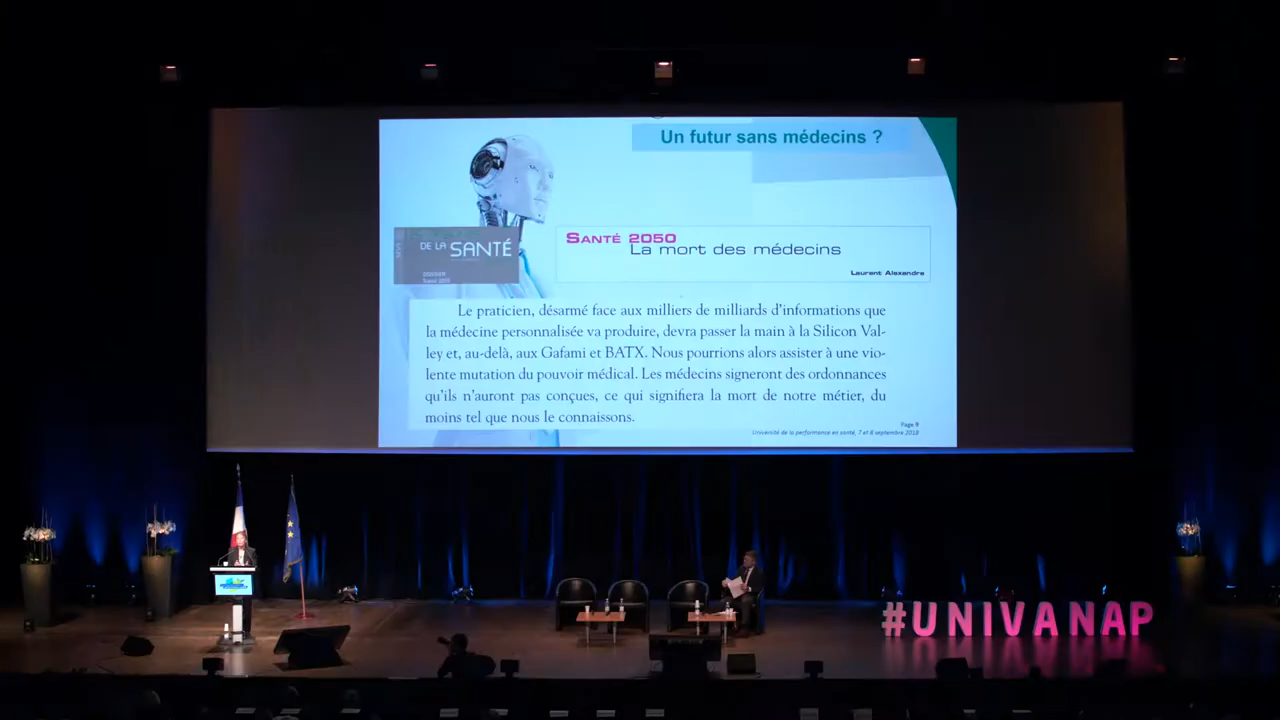 Un futur sans médecins ?
DE LA SANTÉ
DOSSIER
SANTÉ 2050
La mort des médecins
Laurent Alexandre
Le praticien, désarmé face aux milliers de milliards d'informations que
la médecine personnalisée va produire, devra passer la main à la Silicon Val-
ley et, au-delà, aux Gafami et BATX. Nous pourrions alors assister à une vio-
lente mutation du pouvoir médical. Les médecins signeront des ordonnances
qu'ils n'auront pas conçues, ce qui signifiera la mort de notre métier, du
moins tel que nous le connaissons.
Page 9
Université de la performance en santé, 7 et 8 septembre 2018
#UNIVANAP